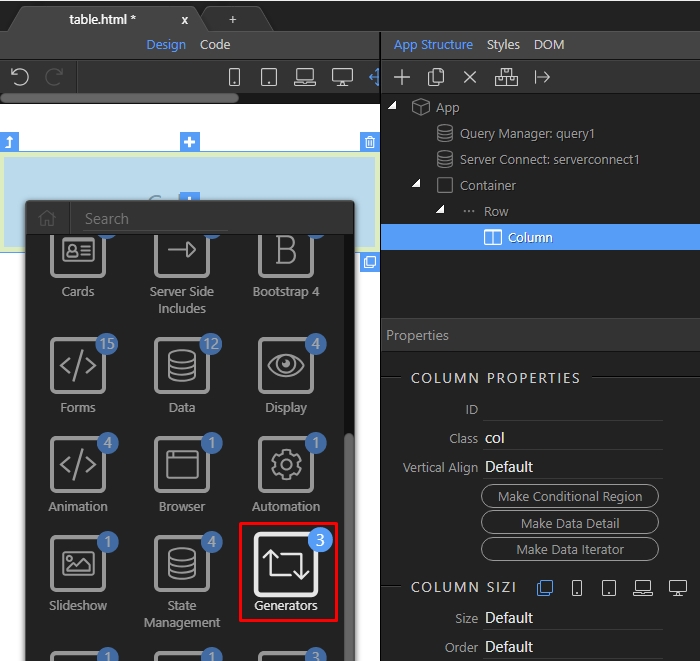 table.html * x +
Design Code
App Structure Styles DOM
App
Query Manager: query1
Server Connect: serverconnect1
Container
Row
Column
Search
Cards
Server Side
Includes
Bootstrap 4
15
12
4
Forms
Data
Display
4
1
1
Animation
Browser
Automation
1
4
3
Slideshow
State
Management
Generators
1
1
3
Properties
COLUMN PROPERTIES
ID
Class col
Vertical Align Default
Make Conditional Region
Make Data Detail
Make Data Iterator
COLUMN SIZI
Size Default
Order Default